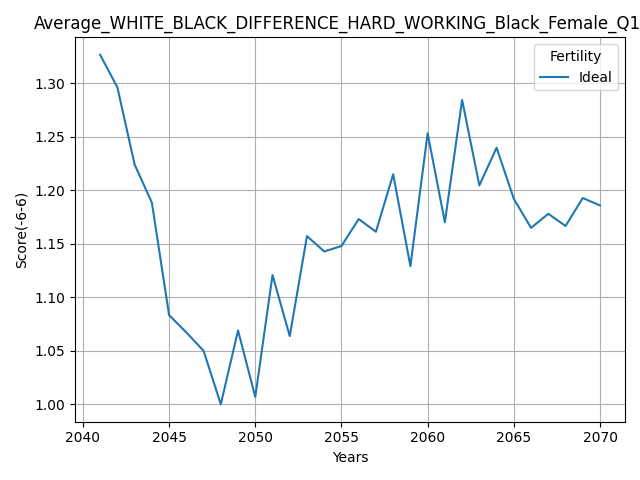 Average_WHITE_BLACK_DIFFERENCE_HARD_WORKING_Black_Female_Q1
Fertility
Ideal
Score(-6-6)
1.30
1.25
1.20
1.15
1.10
1.05
1.00
2040 2045 2050 2055 2060 2065 2070
Years